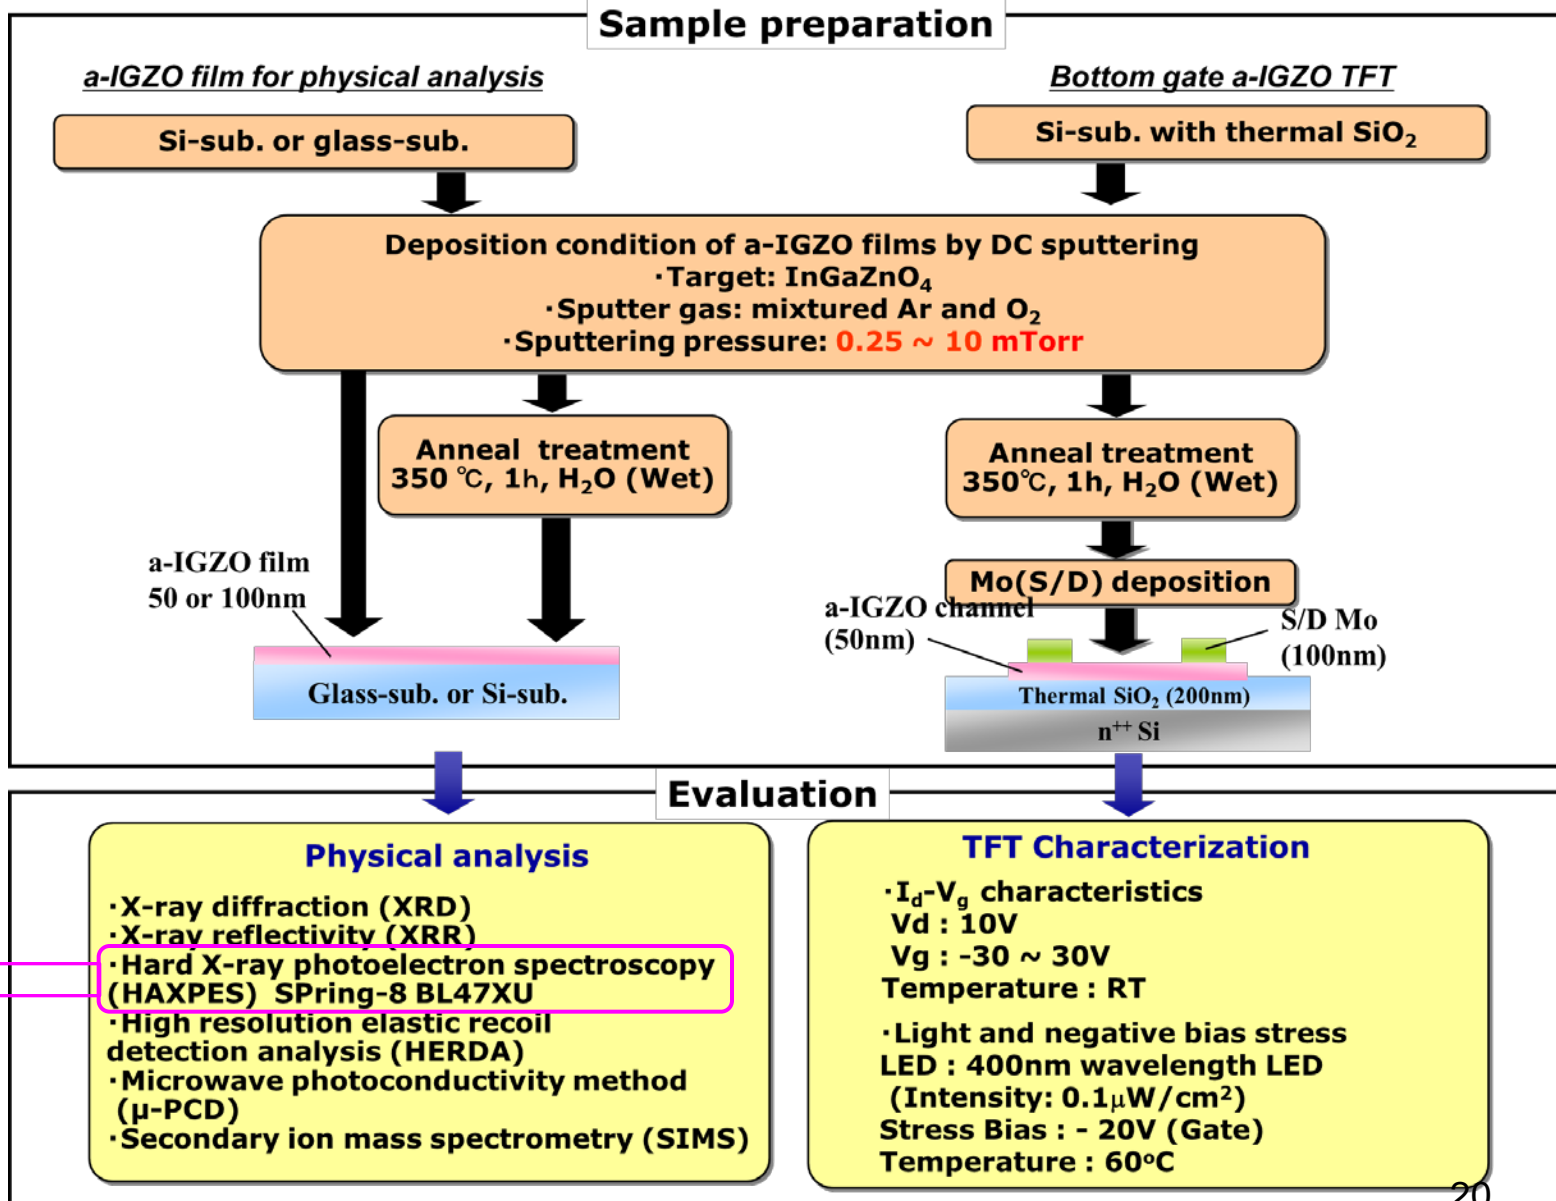 Sample preparation
a-IGZO film for physical analysis
Si-sub. or glass-sub.
Bottom gate a-IGZO TFT
Si-sub. with thermal SiO₂
Deposition condition of a-IGZO films by DC sputtering
・Target: InGaZnO₄
・Sputter gas: mixtured Ar and O₂
・Sputtering pressure: 0.25 ~ 10 mTorr
Anneal treatment
350 ℃, 1h, H₂O (Wet)
a-IGZO film
50 or 100nm
Glass-sub. or Si-sub.
Anneal treatment
350℃, 1h, H₂O (Wet)
Mo(S/D) deposition
a-IGZO channel
(50nm)
S/D Mo
(100nm)
Thermal SiO₂ (200nm)
n⁺⁺ Si
Evaluation
Physical analysis
・X-ray diffraction (XRD)
・X-ray reflectivity (XRR)
・Hard X-ray photoelectron spectroscopy
(HAXPES) SPring-8 BL47XU
・High resolution elastic recoil
detection analysis (HERDA)
・Microwave photoconductivity method
(μ-PCD)
・Secondary ion mass spectrometry (SIMS)
TFT Characterization
・I_d-V_g characteristics
Vd : 10V
Vg : -30 ~ 30V
Temperature : RT
・Light and negative bias stress
LED : 400nm wavelength LED
(Intensity: 0.1μW/cm²)
Stress Bias : - 20V (Gate)
Temperature : 60ºC
20